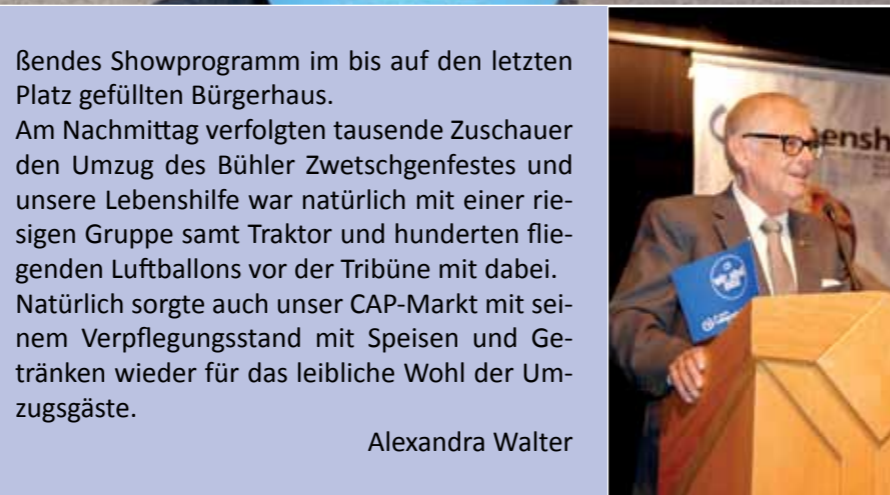 ßendes Showprogramm im bis auf den letzten
Platz gefüllten Bürgerhaus.
Am Nachmittag verfolgten tausende Zuschauer
den Umzug des Bühler Zwetschgenfestes und
unsere Lebenshilfe war natürlich mit einer rie-
sigen Gruppe samt Traktor und hunderten flie-
genden Luftballons vor der Tribüne mit dabei.
Natürlich sorgte auch unser CAP-Markt mit sei-
nem Verpflegungsstand mit Speisen und Ge-
tränken wieder für das leibliche Wohl der Um-
zugsgäste.
Alexandra Walter
ensh